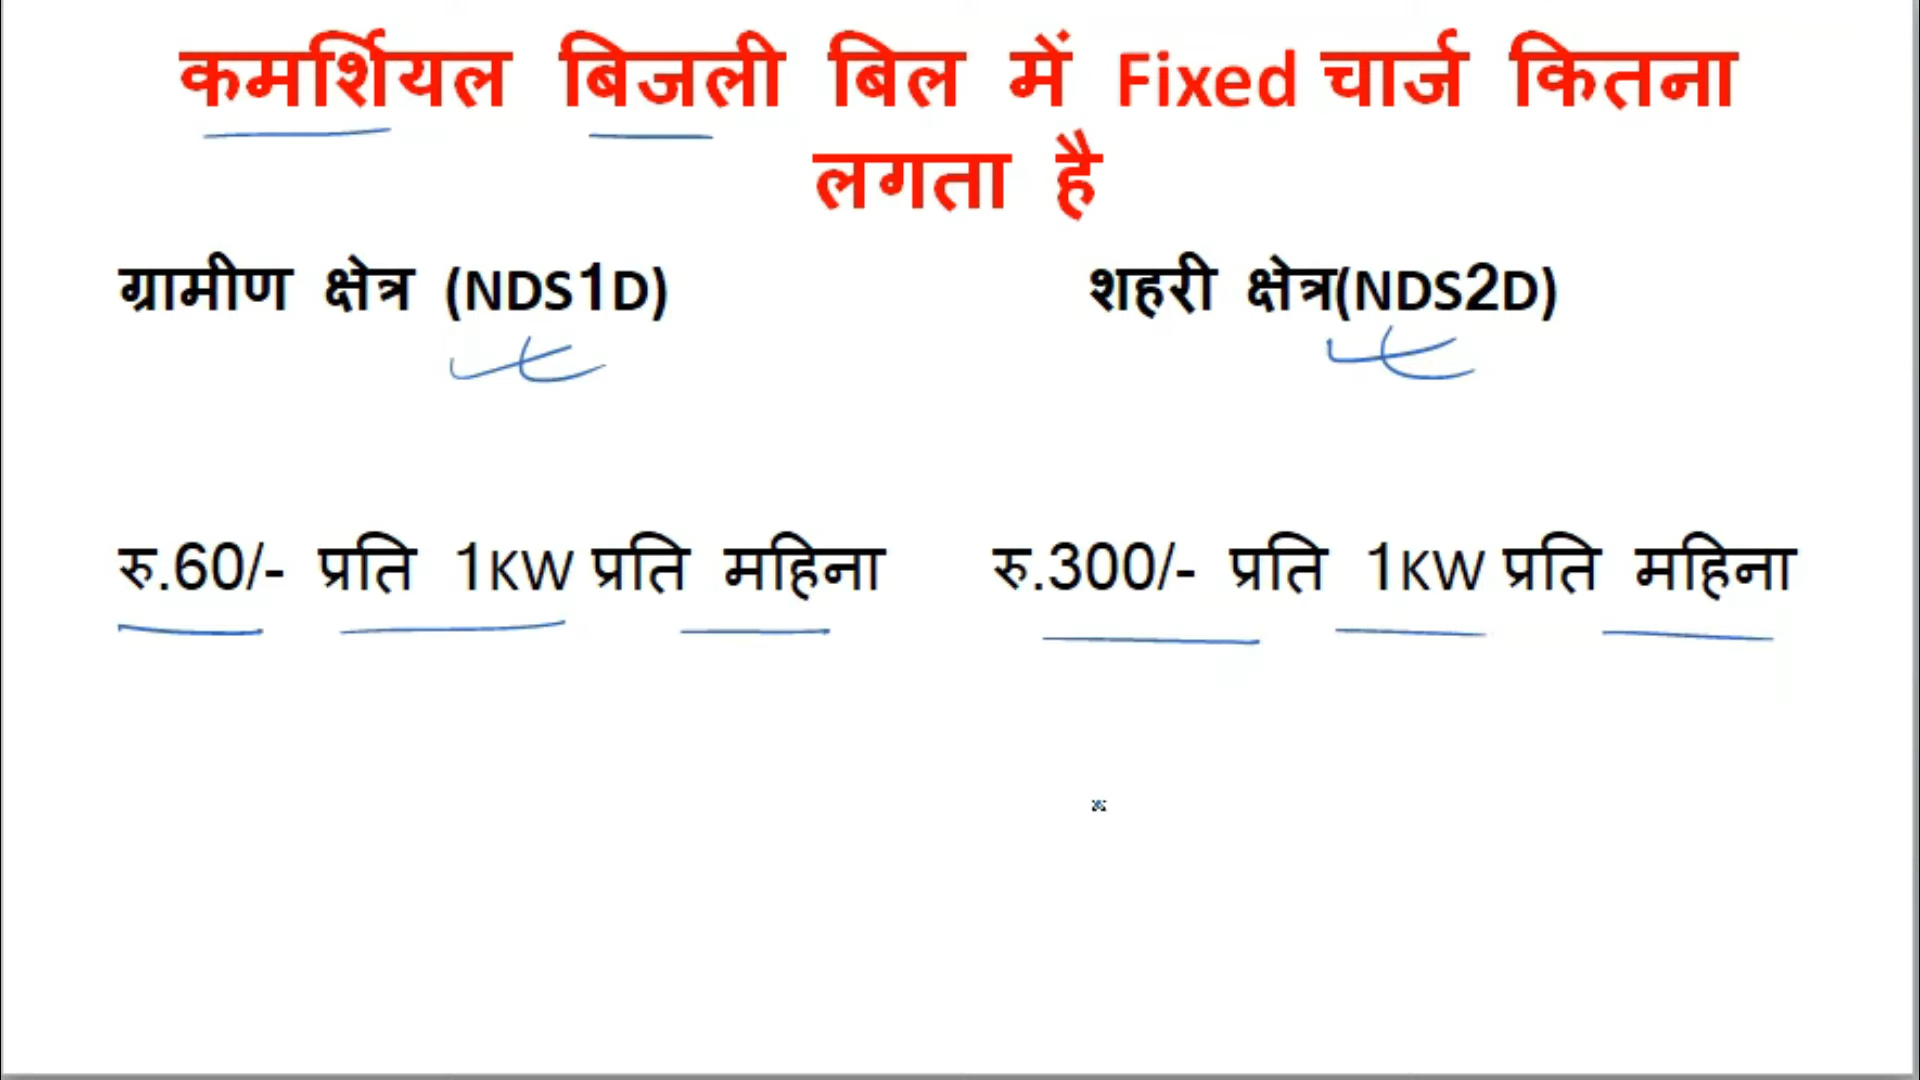 कमर्शियल बिजली बिल में Fixed चार्ज कितना
लगता है
ग्रामीण क्षेत्र (NDS1D)
शहरी क्षेत्र(NDS2D)
रु.60/- प्रति 1KW प्रति महिना
रु.300/- प्रति 1KW प्रति महिना